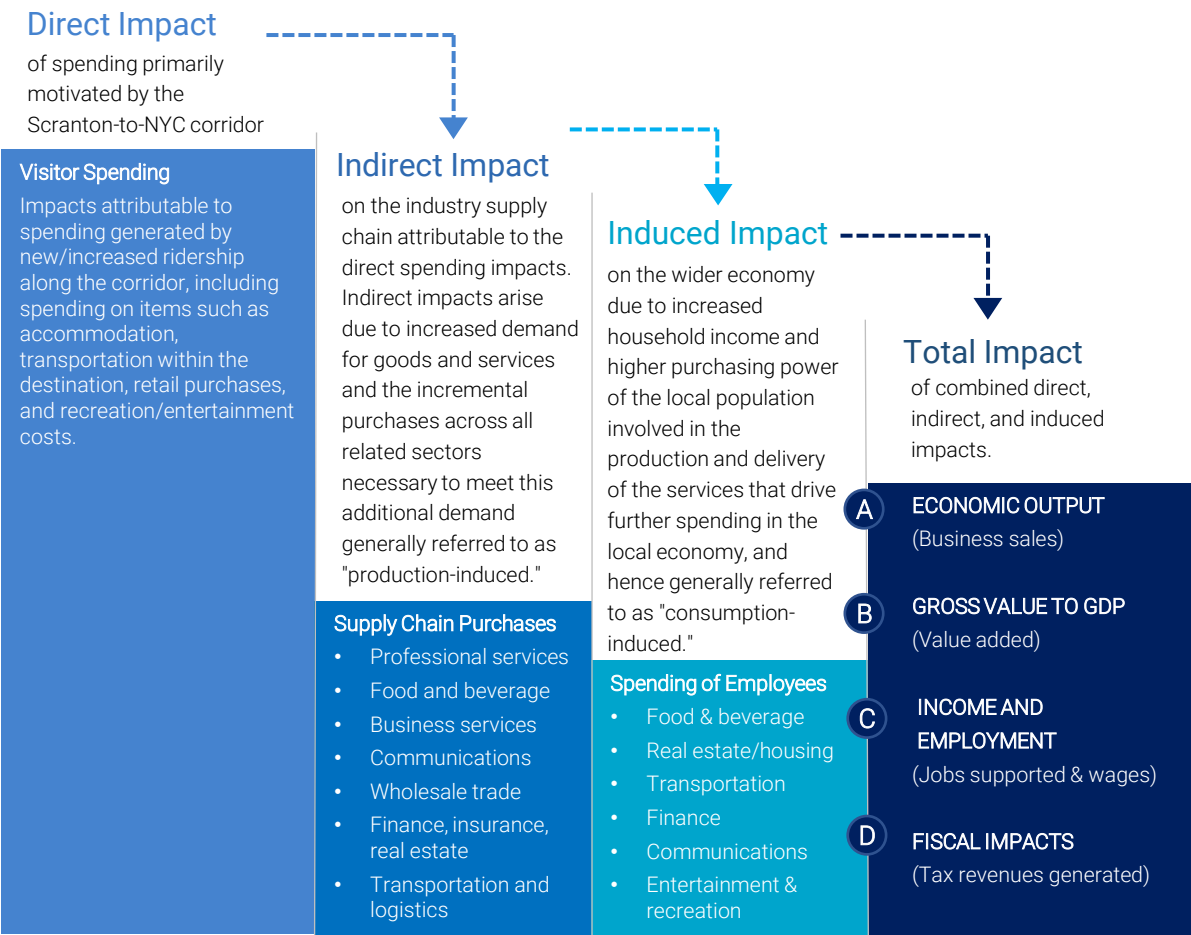 Direct Impact
of spending primarily
motivated by the
Scranton-to-NYC corridor
Visitor Spending
Impacts attributable to
spending generated by
new/increased ridership
along the corridor, including
spending on items such as
accommodation,
transportation within the
destination, retail purchases,
and recreation/entertainment
costs.
Indirect Impact
on the industry supply
chain attributable to the
direct spending impacts.
Indirect impacts arise
due to increased demand
for goods and services
and the incremental
purchases across all
related sectors
necessary to meet this
additional demand
generally referred to as
"production-induced."
Supply Chain Purchases
• Professional services
• Food and beverage
• Business services
• Communications
• Wholesale trade
• Finance, insurance,
real estate
• Transportation and
logistics
Induced Impact
on the wider economy
due to increased
household income and
higher purchasing power
of the local population
involved in the
production and delivery
of the services that drive
further spending in the
local economy, and
hence generally referred
to as "consumption-
induced."
Spending of Employees
• Food & beverage
• Real estate/housing
• Transportation
• Finance
• Communications
• Entertainment &
recreation
Total Impact
of combined direct,
indirect, and induced
impacts.
A ECONOMIC OUTPUT
(Business sales)
B GROSS VALUE TO GDP
(Value added)
C INCOME AND
EMPLOYMENT
(Jobs supported & wages)
D FISCAL IMPACTS
(Tax revenues generated)